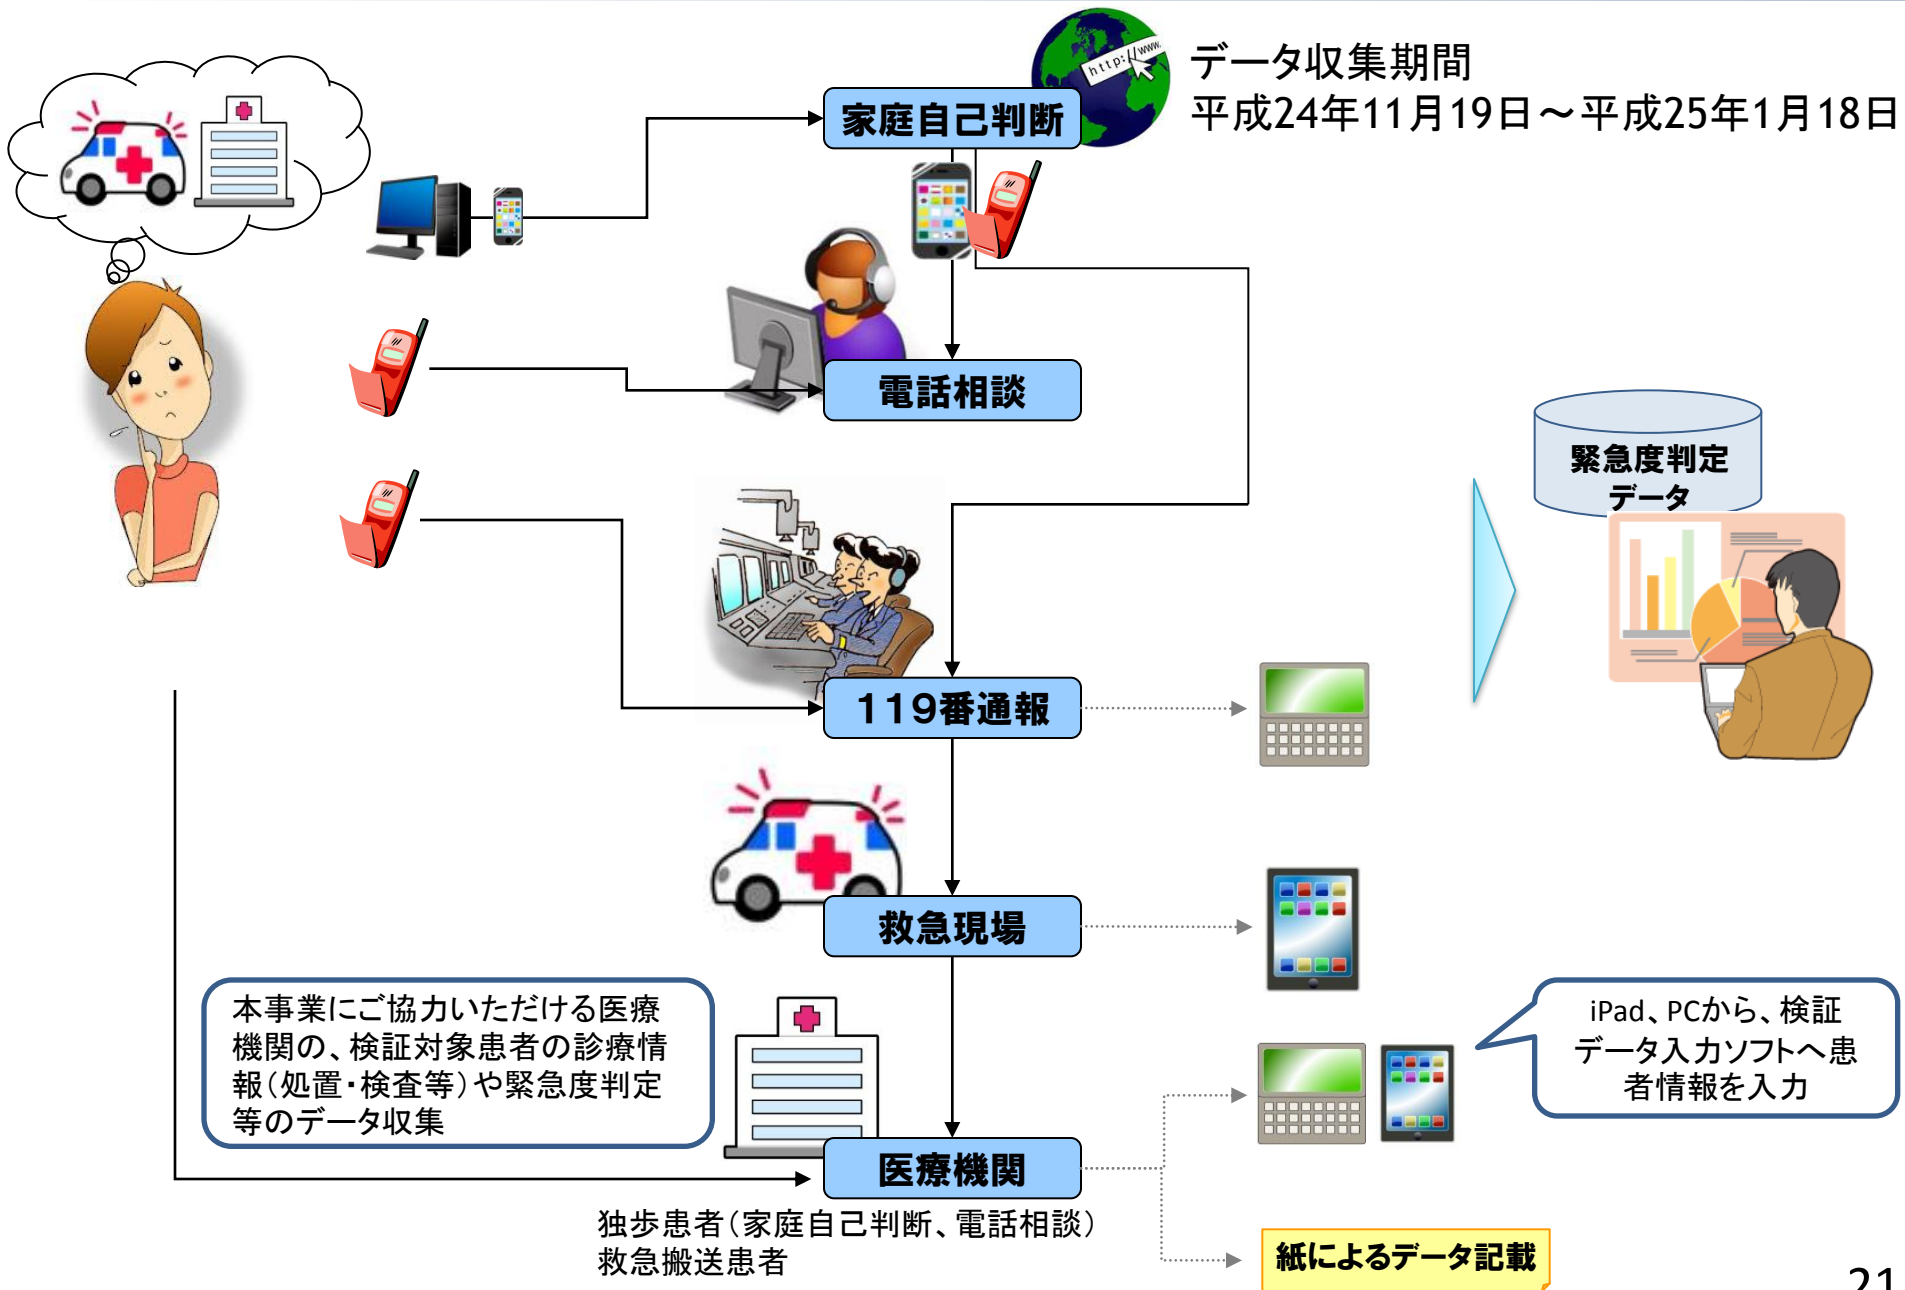 データ収集期間
平成24年11月19日～平成25年1月18日
http://www.
家庭自己判断
電話相談
緊急度判定
データ
119番通報
救急現場
本事業にご協力いただける医療
機関の、検証対象患者の診療情
報（処置・検査等）や緊急度判定
等のデータ収集
iPad、PCから、検証
データ入力ソフトへ患
者情報を入力
医療機関
独歩患者（家庭自己判断、電話相談）
救急搬送患者
紙によるデータ記載
21